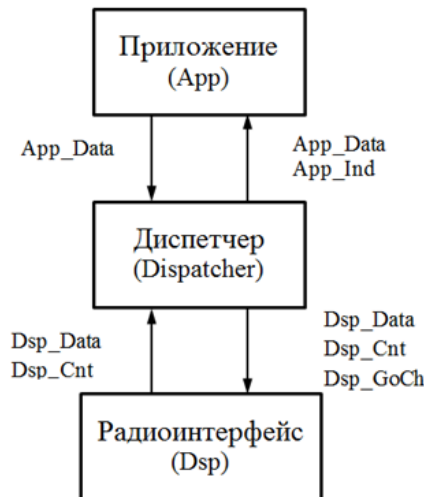 Приложение
(App)
App_Data
App_Data
App_Ind
Диспетчер
(Dispatcher)
Dsp_Data
Dsp_Cnt
Dsp_Data
Dsp_Cnt
Dsp_GoCh
Радиоинтерфейс
(Dsp)